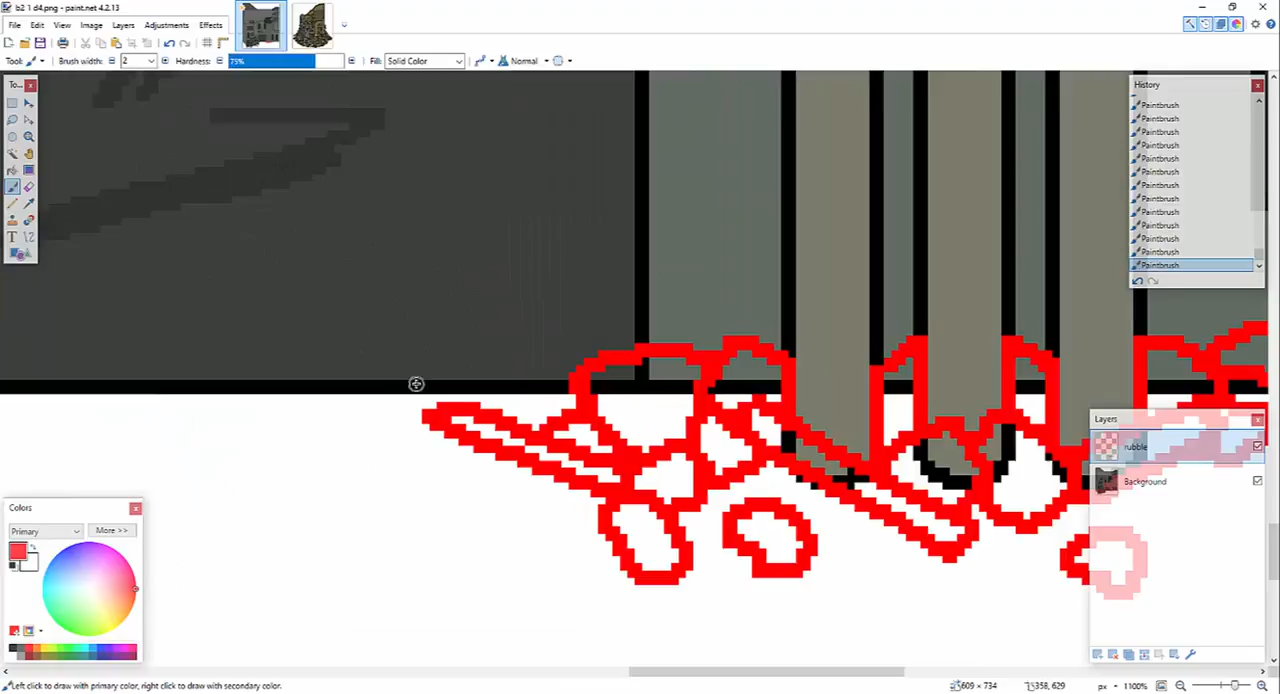 b2 1 d4.png - paint.net 4.2.13
File Edit View Image Layers Adjustments Effects
Tool: Brush width: 2 Hardness: 75% Fill: Solid Color Normal
To...
History
Paintbrush
Paintbrush
Paintbrush
Paintbrush
Paintbrush
Paintbrush
Paintbrush
Paintbrush
Paintbrush
Paintbrush
Paintbrush
Paintbrush
Paintbrush
Layers
rubble
Background
Colors
Primary
More >>
Left click to draw with primary color, right click to draw with secondary color.
609 × 734
358, 629
px
1100%